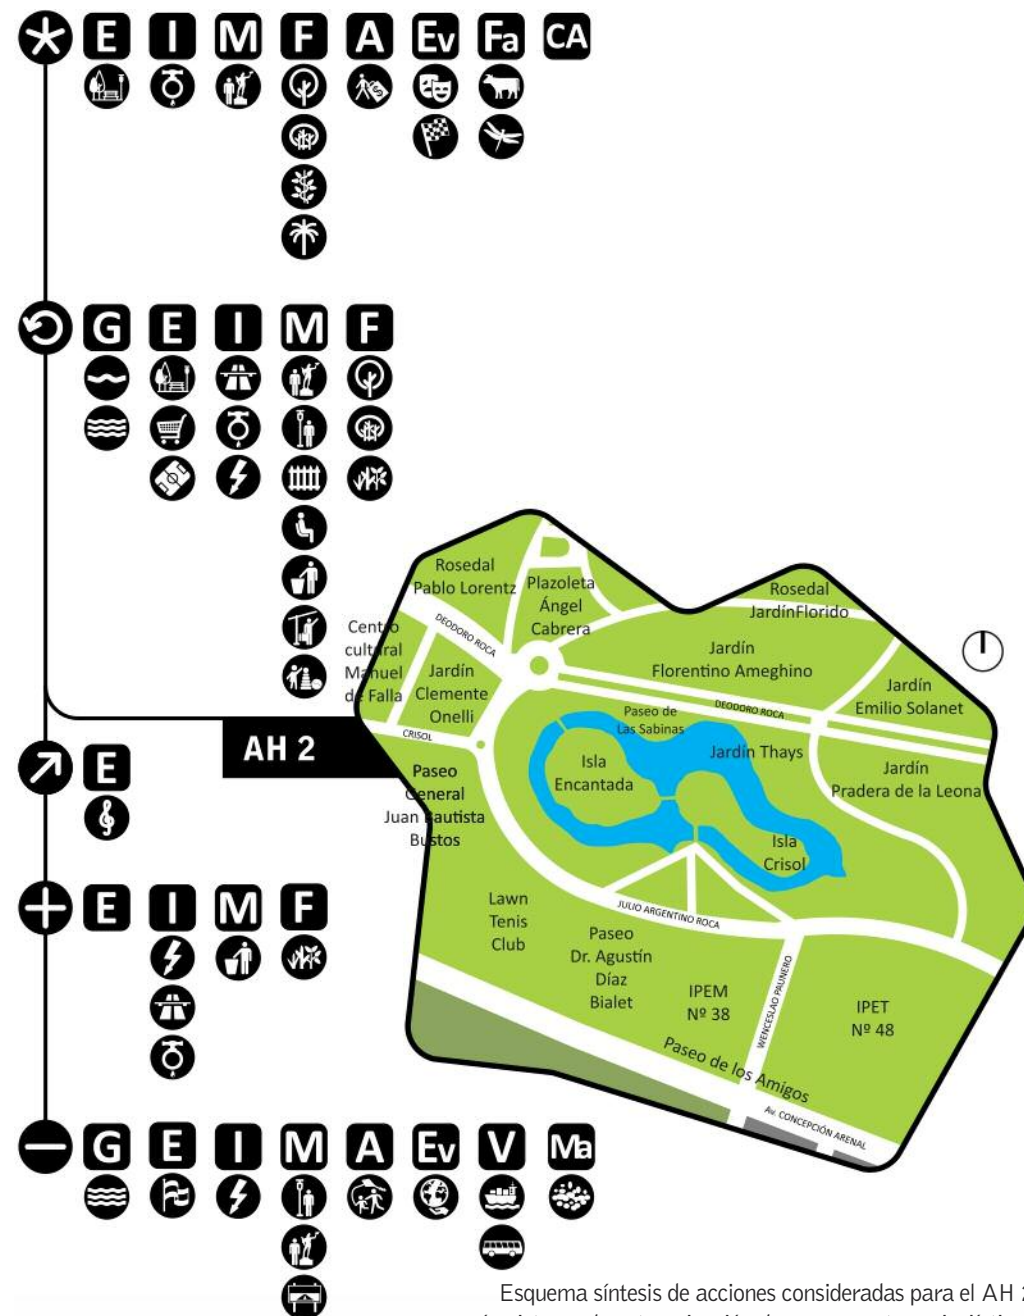 E I M F A Ev Fa CA
G E I M F
Rosedal
Pablo Lorentz
Plazoleta
Ángel
Cabrera
Rosedal
JardínFlorido
DEODORO ROCA
Centro
cultural
Manuel
de Falla
Jardín
Clemente
Onelli
Jardín
Florentino Ameghino
Jardín
Emilio Solanet
DEODORO ROCA
Paseo de
Las Sabinas
CRISOL
AH 2
Jardín Thays
Isla
Encantada
Jardín
Pradera de la Leona
E
Paseo
General
Juan Bautista
Bustos
Isla
Crisol
E I M F
Lawn
Tenis
Club
JULIO ARGENTINO ROCA
Paseo
Dr. Agustín
Díaz
Bialet
IPEM
Nº 38
WENCESLAO PAUNERO
IPET
Nº 48
Paseo de los Amigos
Av. CONCEPCIÓN ARENAL
G E I M A Ev V Ma
Esquema síntesis de acciones consideradas para el AH 2